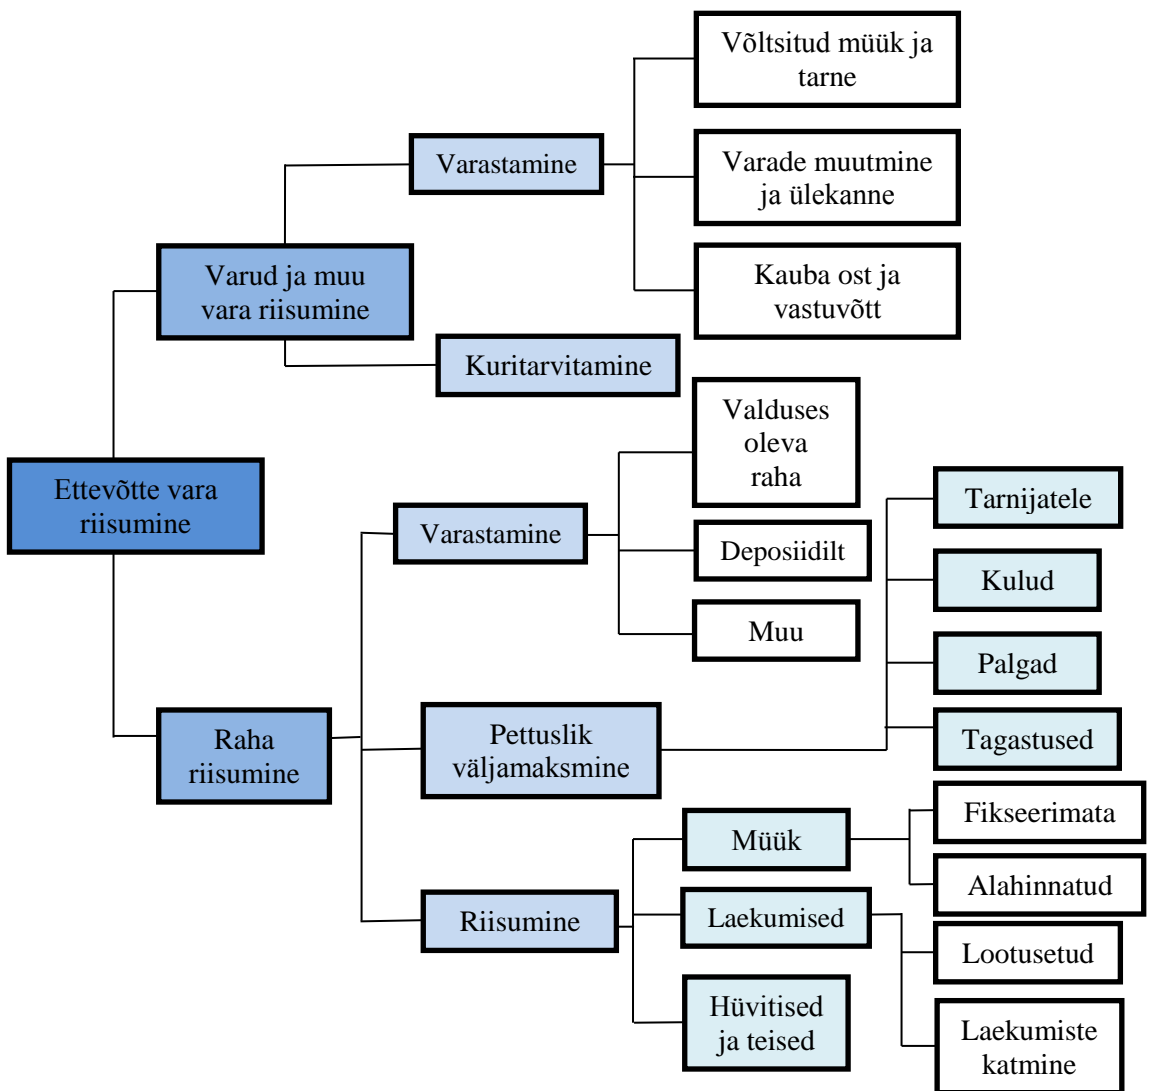 Võltsitud müük ja
tarne
Varastamine
Varade muutmine
ja ülekanne
Varud ja muu
vara riisumine
Kauba ost ja
vastuvõtt
Kuritarvitamine
Valduses
oleva
raha
Ettevõtte vara
riisumine
Tarnijatele
Varastamine
Deposiidilt
Kulud
Muu
Palgad
Raha
riisumine
Pettuslik
väljamaksmine
Tagastused
Fikseerimata
Müük
Alahinnatud
Riisumine
Laekumised
Lootusetud
Hüvitised
ja teised
Laekumiste
katmine